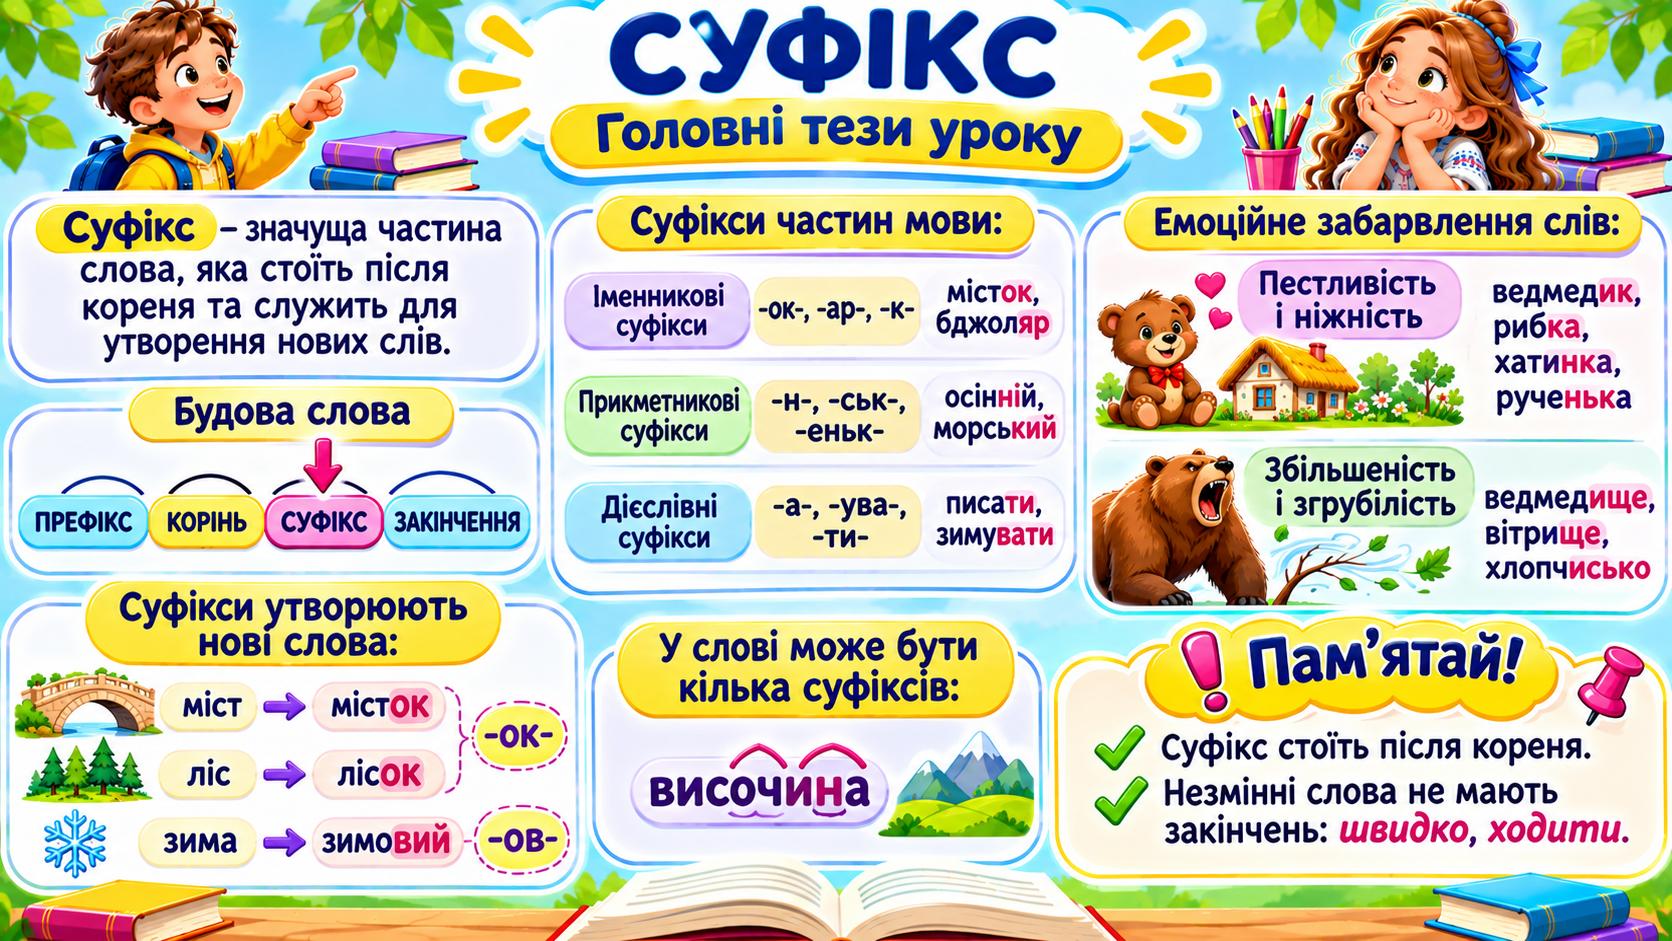 СУФІКС
Головні тези уроку
Суфікс – значуща частина
слова, яка стоїть після
кореня та служить для
утворення нових слів.
Будова слова
ПРЕФІКС КОРІНЬ СУФІКС ЗАКІНЧЕННЯ
Суфікси утворюють
нові слова:
міст місток
-ок-
ліс лісок
зима зимовий -ов-
Суфікси частин мови:
Іменникові
суфікси
-ок-, -ар-, -к-
місток,
бджоляр
Прикметникові
суфікси
-н-, -ськ-,
-еньк-
осінній,
морський
Дієслівні
суфікси
-а-, -ува-,
-ти-
писати,
зимувати
У слові може бути
кілька суфіксів:
височина
Емоційне забарвлення слів:
Пестливість
і ніжність
ведмедик,
рибка,
хатинка,
рученька
Збільшеність
і згрубілість
ведмедище,
вітрище,
хлопчисько
Пам'ятай!
Суфікс стоїть після кореня.
Незмінні слова не мають
закінчень: швидко, ходити.